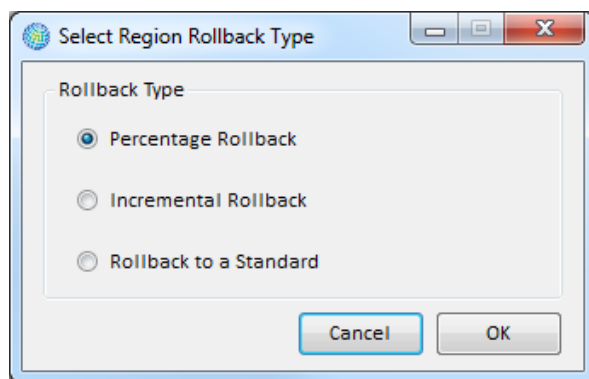 Select Region Rollback Type
Rollback Type
Percentage Rollback
Incremental Rollback
Rollback to a Standard
Cancel OK